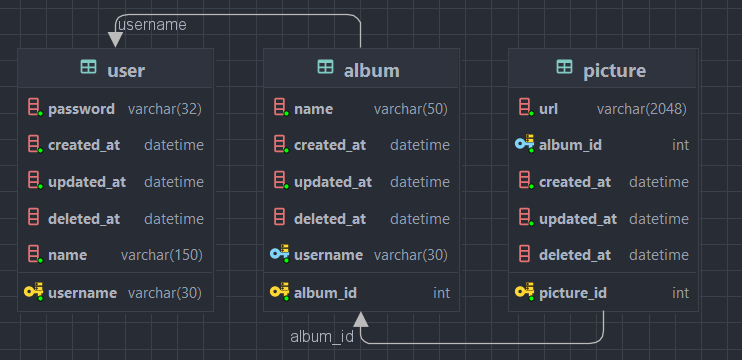 username
user
password varchar(32)
created_at datetime
updated_at datetime
deleted_at datetime
name varchar(150)
username varchar(30)
album
name varchar(50)
created_at datetime
updated_at datetime
deleted_at datetime
username varchar(30)
album_id int
picture
url varchar(2048)
album_id int
created_at datetime
updated_at datetime
deleted_at datetime
picture_id int
album_id